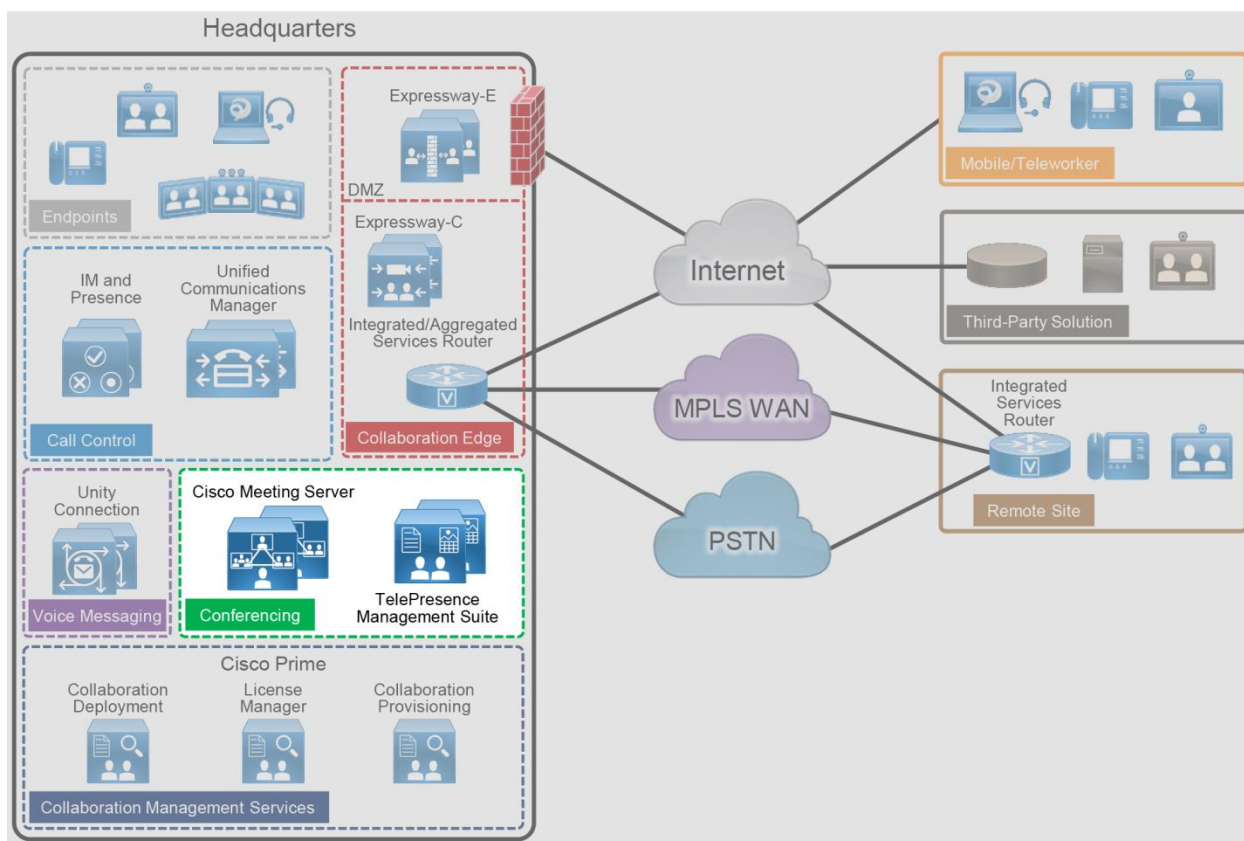 Headquarters
Expressway-E
DMZ
Endpoints
Expressway-C
IM and
Presence
Unified
Communications
Manager
Integrated/Aggregated
Services Router
V
Call Control
Collaboration Edge
Unity
Connection
Voice Messaging
Cisco Meeting Server
Conferencing
TelePresence
Management Suite
Cisco Prime
Collaboration
Deployment
License
Manager
Collaboration
Provisioning
Collaboration Management Services
Internet
MPLS WAN
PSTN
Mobile/Teleworker
Third-Party Solution
Integrated
Services
Router
V
Remote Site